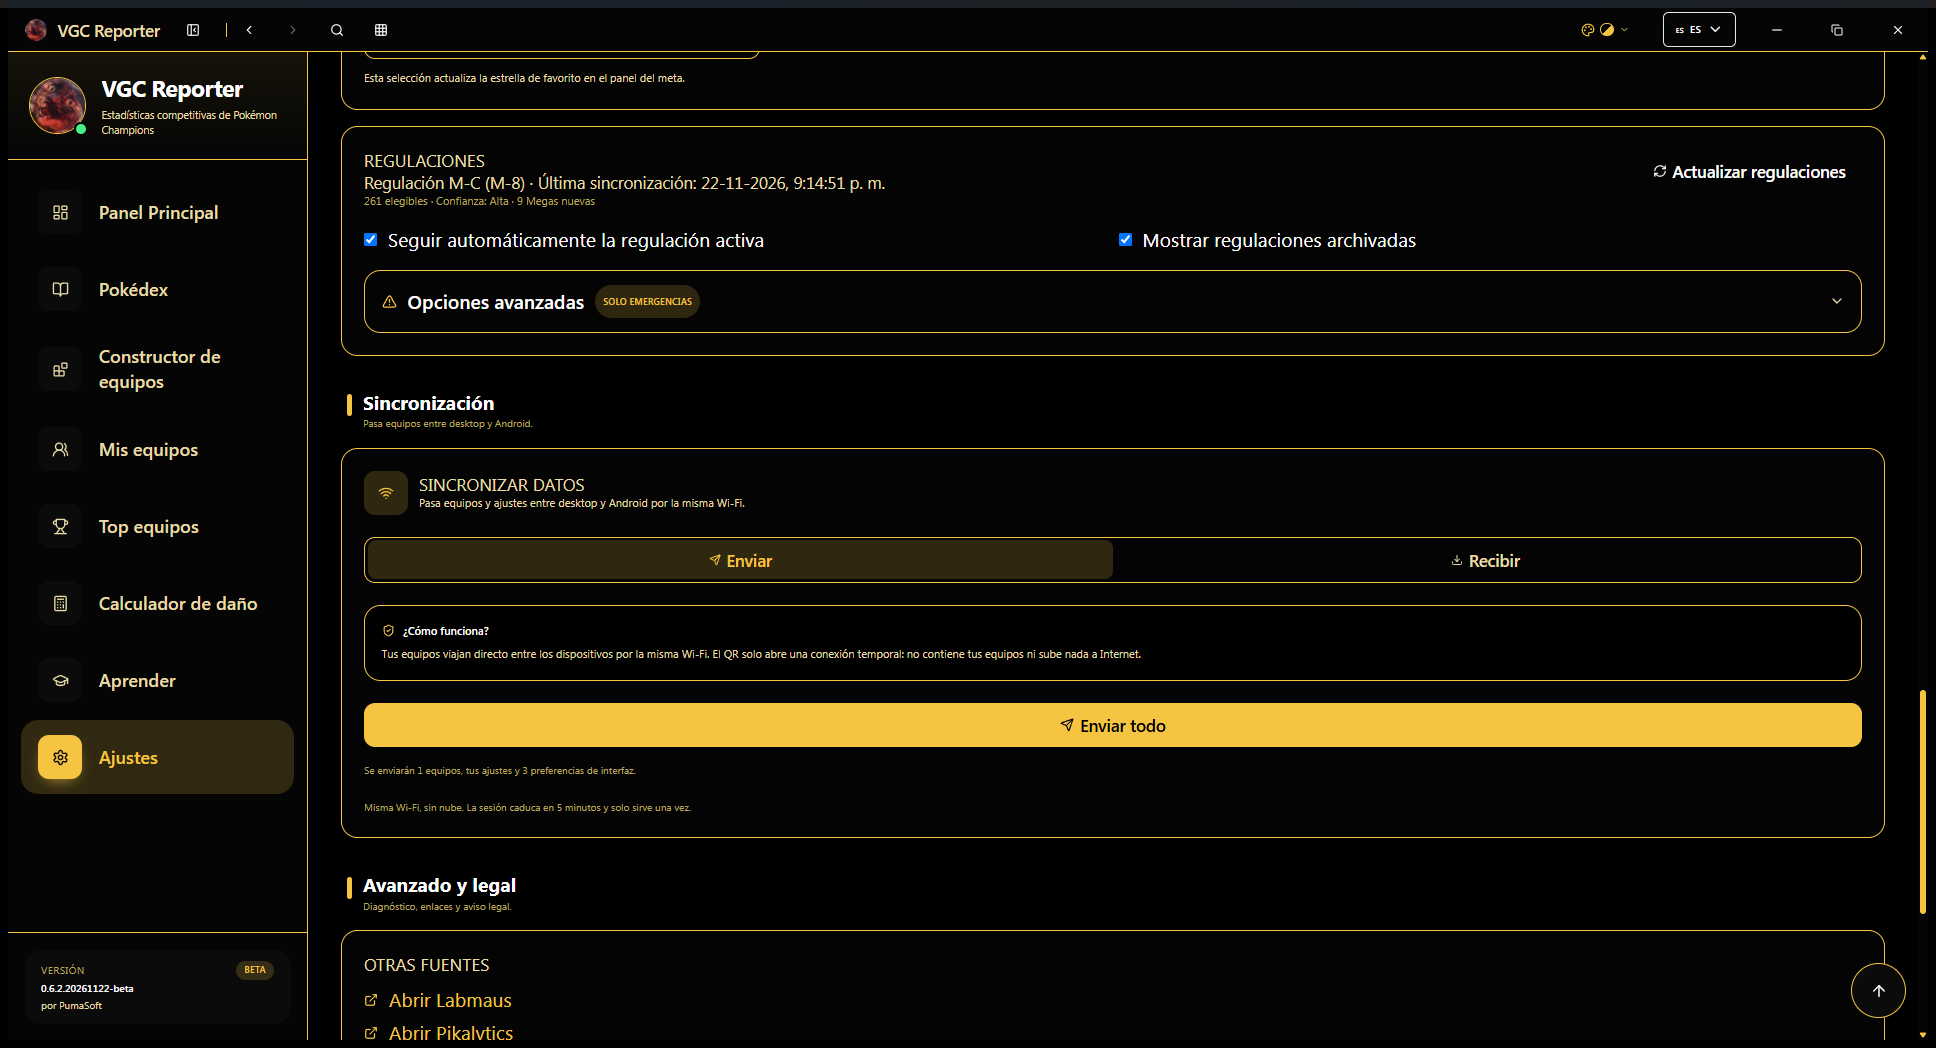 VGC Reporter
ES ES
VGC Reporter
Estadísticas competitivas de Pokémon
Champions
Panel Principal
Pokédex
Constructor de
equipos
Mis equipos
Top equipos
Calculador de daño
Aprender
Ajustes
VERSIÓN
BETA
0.6.2.20261122-beta
por PumaSoft
Esta selección actualiza la estrella de favorito en el panel del meta.
REGULACIONES
Regulación M-C (M-8) · Última sincronización: 22-11-2026, 9:14:51 p. m.
261 elegibles · Confianza: Alta · 9 Megas nuevas
Actualizar regulaciones
Seguir automáticamente la regulación activa
Mostrar regulaciones archivadas
Opciones avanzadas
SOLO EMERGENCIAS
Sincronización
Pasa equipos entre desktop y Android.
SINCRONIZAR DATOS
Pasa equipos y ajustes entre desktop y Android por la misma Wi-Fi.
Enviar
Recibir
¿Cómo funciona?
Tus equipos viajan directo entre los dispositivos por la misma Wi-Fi. El QR solo abre una conexión temporal: no contiene tus equipos ni sube nada a Internet.
Enviar todo
Se enviarán 1 equipos, tus ajustes y 3 preferencias de interfaz.
Misma Wi-Fi, sin nube. La sesión caduca en 5 minutos y solo sirve una vez.
Avanzado y legal
Diagnóstico, enlaces y aviso legal.
OTRAS FUENTES
Abrir Labmaus
Abrir Pikalytics